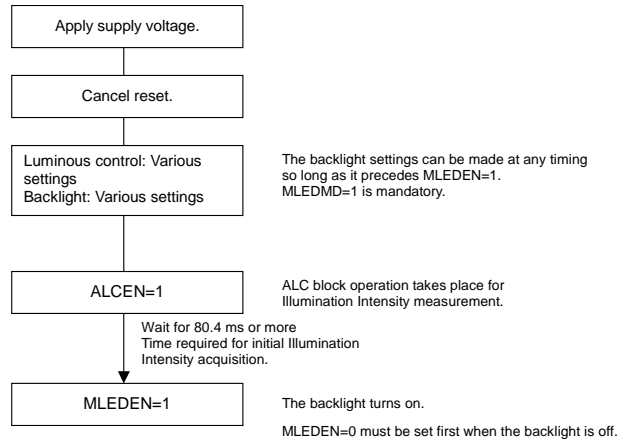 Apply supply voltage.
Cancel reset.
Luminous control: Various
settings
Backlight: Various settings
The backlight settings can be made at any timing
so long as it precedes MLEDEN=1.
MLEDMD=1 is mandatory.
ALCEN=1
ALC block operation takes place for
Illumination Intensity measurement.
Wait for 80.4 ms or more
Time required for initial Illumination
Intensity acquisition.
MLEDEN=1
The backlight turns on.
MLEDEN=0 must be set first when the backlight is off.